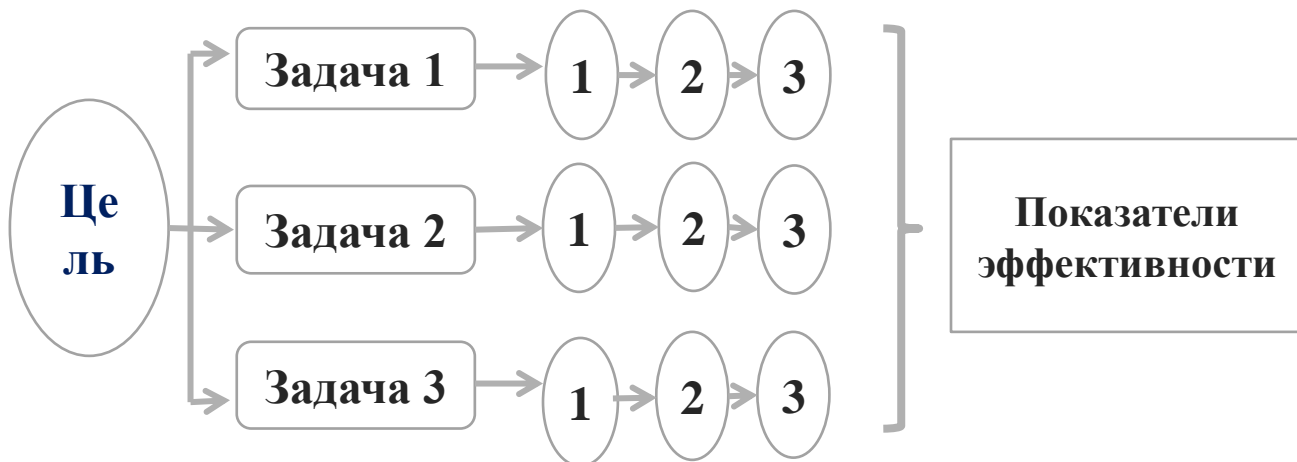 Це
ль
Задача 1
1
2
3
Задача 2
1
2
3
Задача 3
1
2
3
Показатели
эффективности